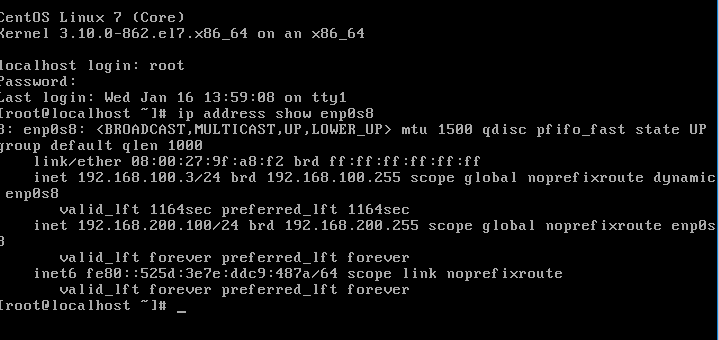 CentOS Linux 7 (Core)
Kernel 3.10.0-862.el7.x86_64 on an x86_64
localhost login: root
Password:
Last login: Wed Jan 16 13:59:08 on tty1
[root@localhost ~]# ip address show enp0s8
3: enp0s8: <BROADCAST,MULTICAST,UP,LOWER_UP> mtu 1500 qdisc pfifo_fast state UP
group default qlen 1000
    link/ether 08:00:27:9f:a8:f2 brd ff:ff:ff:ff:ff:ff
    inet 192.168.100.3/24 brd 192.168.100.255 scope global noprefixroute dynamic
 enp0s8
       valid_lft 1164sec preferred_lft 1164sec
    inet 192.168.200.100/24 brd 192.168.200.255 scope global noprefixroute enp0s
8
       valid_lft forever preferred_lft forever
    inet6 fe80::525d:3e7e:ddc9:487a/64 scope link noprefixroute
       valid_lft forever preferred_lft forever
[root@localhost ~]# _